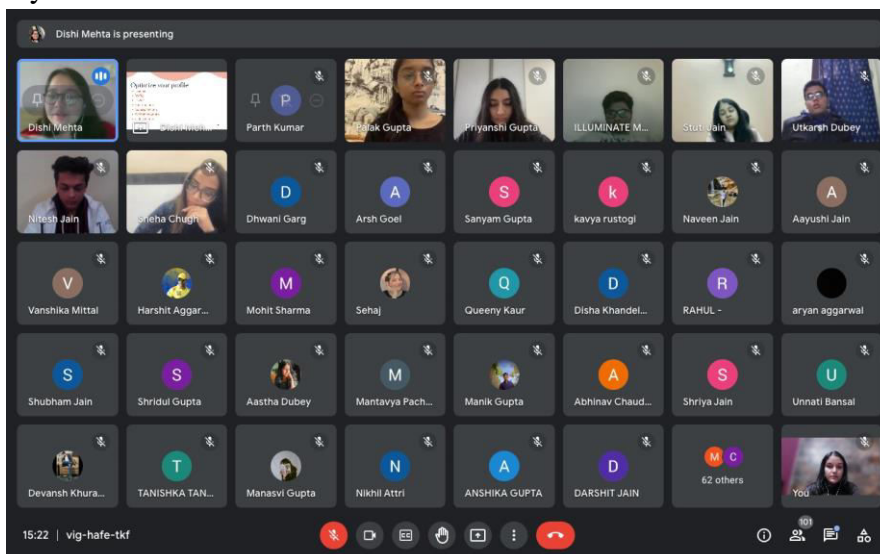 Dishi Mehta is presenting
Dishi Mehta
Optimize your profile
Parth Kumar
P
Palak Gupta
Priyanshi Gupta
ILLUMINATE M...
Stuti Jain
Utkarsh Dubey
Nitesh Jain
Sneha Chugh
D
Dhwani Garg
A
Arsh Goel
S
Sanyam Gupta
k
kavya rustogi
Naveen Jain
A
Aayushi Jain
V
Vanshika Mittal
Harshit Aggar...
M
Mohit Sharma
Sehaj
Q
Queeny Kaur
D
Disha Khandel...
R
RAHUL -
aryan aggarwal
S
Shubham Jain
S
Shridul Gupta
Aastha Dubey
M
Mantavya Pach...
Manik Gupta
A
Abhinav Chaud...
S
Shriya Jain
U
Unnati Bansal
Devansh Khura...
T
TANISHKA TAN...
Manasvi Gupta
N
Nikhil Attri
A
ANSHIKA GUPTA
D
DARSHIT JAIN
M C
62 others
You
15:22 | vig-hafe-tkf
CC
101